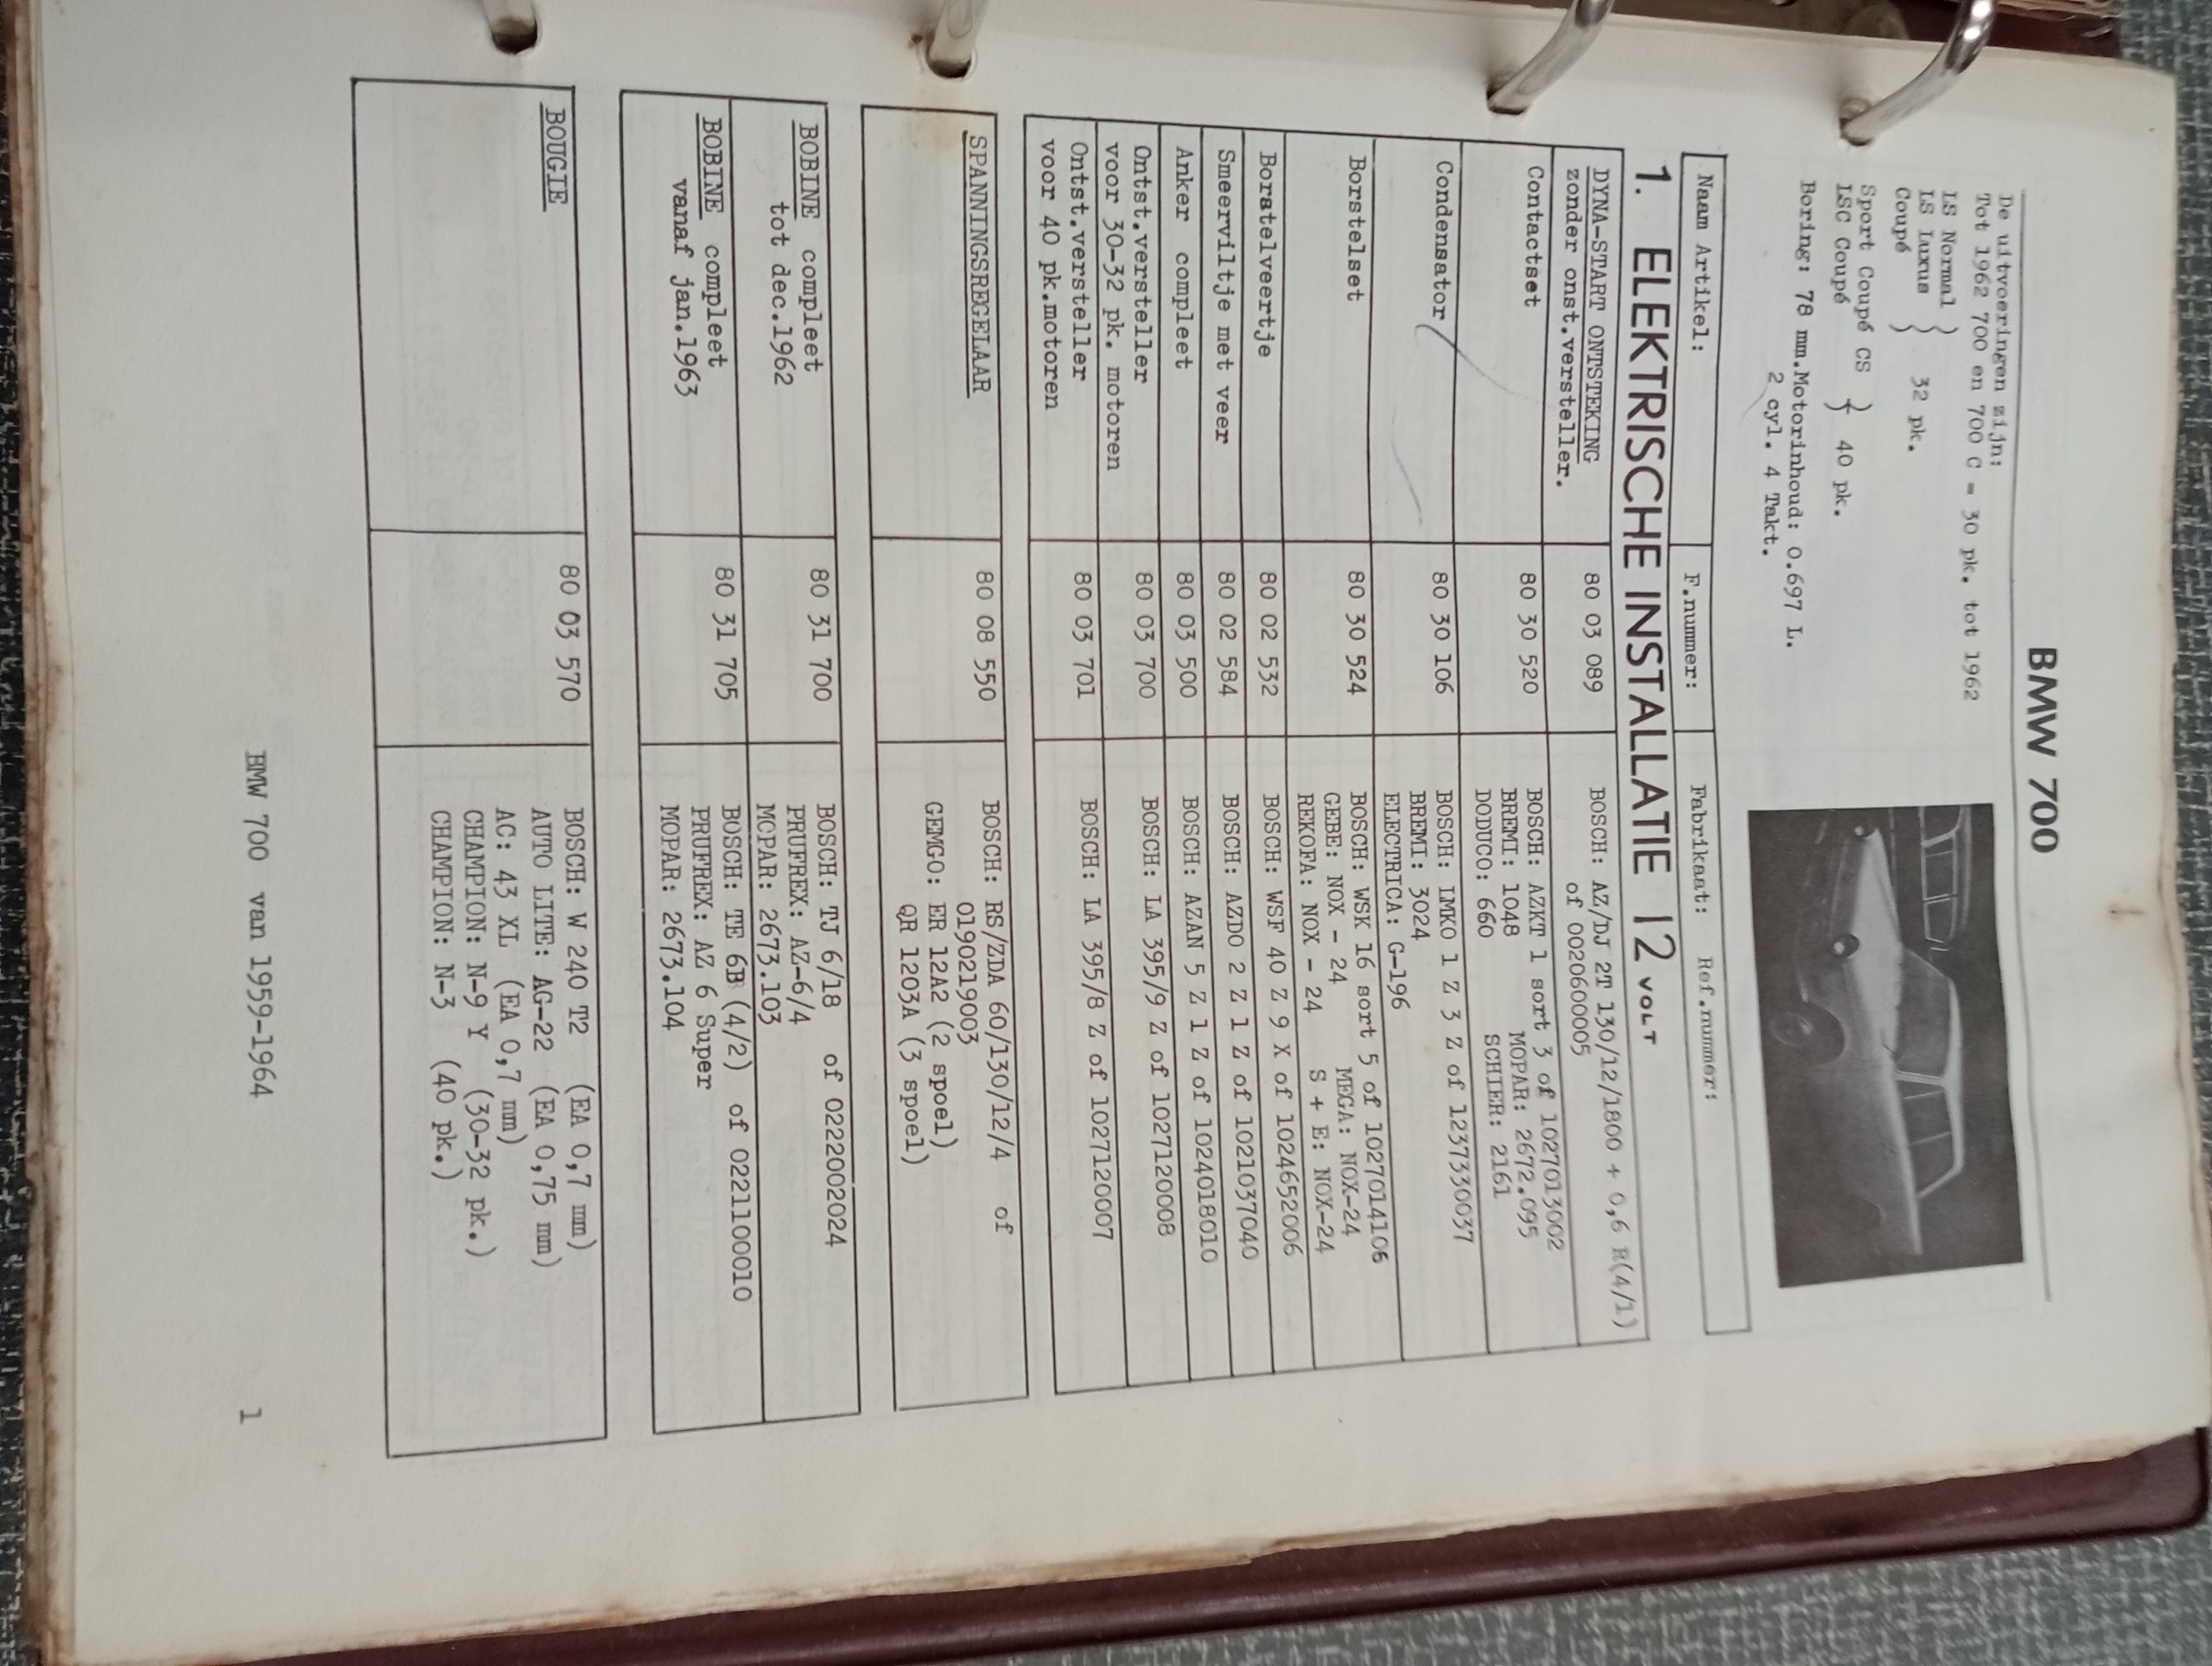 BMW 700
De uitvoeringen zijn:
Tot 1962 700 en 700 C = 30 pk. tot 1962
LS Normal )
LS Luxus ) 32 pk.
Coupé
Sport Coupé CS ) 40 pk.
LSC Coupé
Boring: 78 mm.Motorinhoud: 0.697 L.
2 cyl. 4 Takt.
Naam Artikel: F.nummer: Fabrikaat: Ref.nummer:
1. ELEKTRISCHE INSTALLATIE 12 VOLT
DYNA-START ONTSTEKING 80 03 089 BOSCH: AZ/DJ 2T 130/12/1800 + 0,6 R(4/1)
zonder onst.versteller. of 0020600005
Contactset 80 30 520 BOSCH: AZKT 1 sort 3 of 1027013002
BREMI: 1048 MOPAR: 2672.095
DODUCO: 660 SCHIER: 2161
Condensator 80 30 106 BOSCH: LMKO 1 Z 3 Z of 1237330037
BREMI: 3024
ELECTRICA: G-196
Borstelset 80 30 524 BOSCH: WSK 16 sort 5 of 1027014106
GEBE: NOX - 24 MEGA: NOX-24
REKOFA: NOX - 24 S + E: NOX-24
Borstelveertje 80 02 532 BOSCH: WSF 40 Z 9 X of 1024652006
Smeerviltje met veer 80 02 584 BOSCH: AZDO 2 Z 1 Z of 1021037040
Anker compleet 80 03 500 BOSCH: AZAN 5 Z 1 Z of 1024018010
Ontst.versteller 80 03 700 BOSCH: LA 395/9 Z of 1027120008
voor 30-32 pk. motoren
Ontst.versteller 80 03 701 BOSCH: LA 395/8 Z of 1027120007
voor 40 pk.motoren
SPANNINGSREGELAAR 80 08 550 BOSCH: RS/ZDA 60/130/12/4 of
0190219003
GEMGO: ER 12A2 (2 spoel)
QR 1203A (3 spoel)
BOBINE compleet 80 31 700 BOSCH: TJ 6/18 of 0222002024
tot dec.1962 PRUFREX: AZ-6/4
MOPAR: 2673.103
BOBINE compleet 80 31 705 BOSCH: TE 6B (4/2) of 0221100010
vanaf jan.1963 PRUFREX: AZ 6 Super
MOPAR: 2673.104
BOUGIE 80 03 570 BOSCH: W 240 T2 (EA 0,7 mm)
AUTO LITE: AG-22 (EA 0,75 mm)
AC: 43 XL (EA 0,7 mm)
CHAMPION: N-9 Y (30-32 pk.)
CHAMPION: N-3 (40 pk.)
BMW 700 van 1959-1964 1